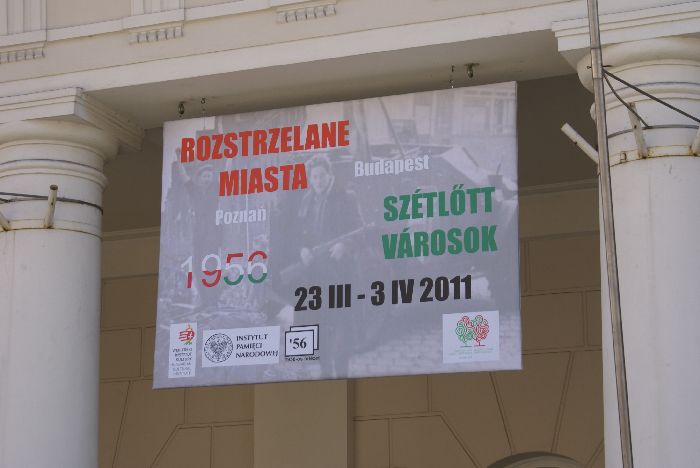 ROZSTRZELANE
MIASTA
Budapest
Poznań
SZÉTLŐTT
VÁROSOK
1956
23 III - 3 IV 2011
INSTYTUT
PAMIĘCI
NARODOWEJ
'56